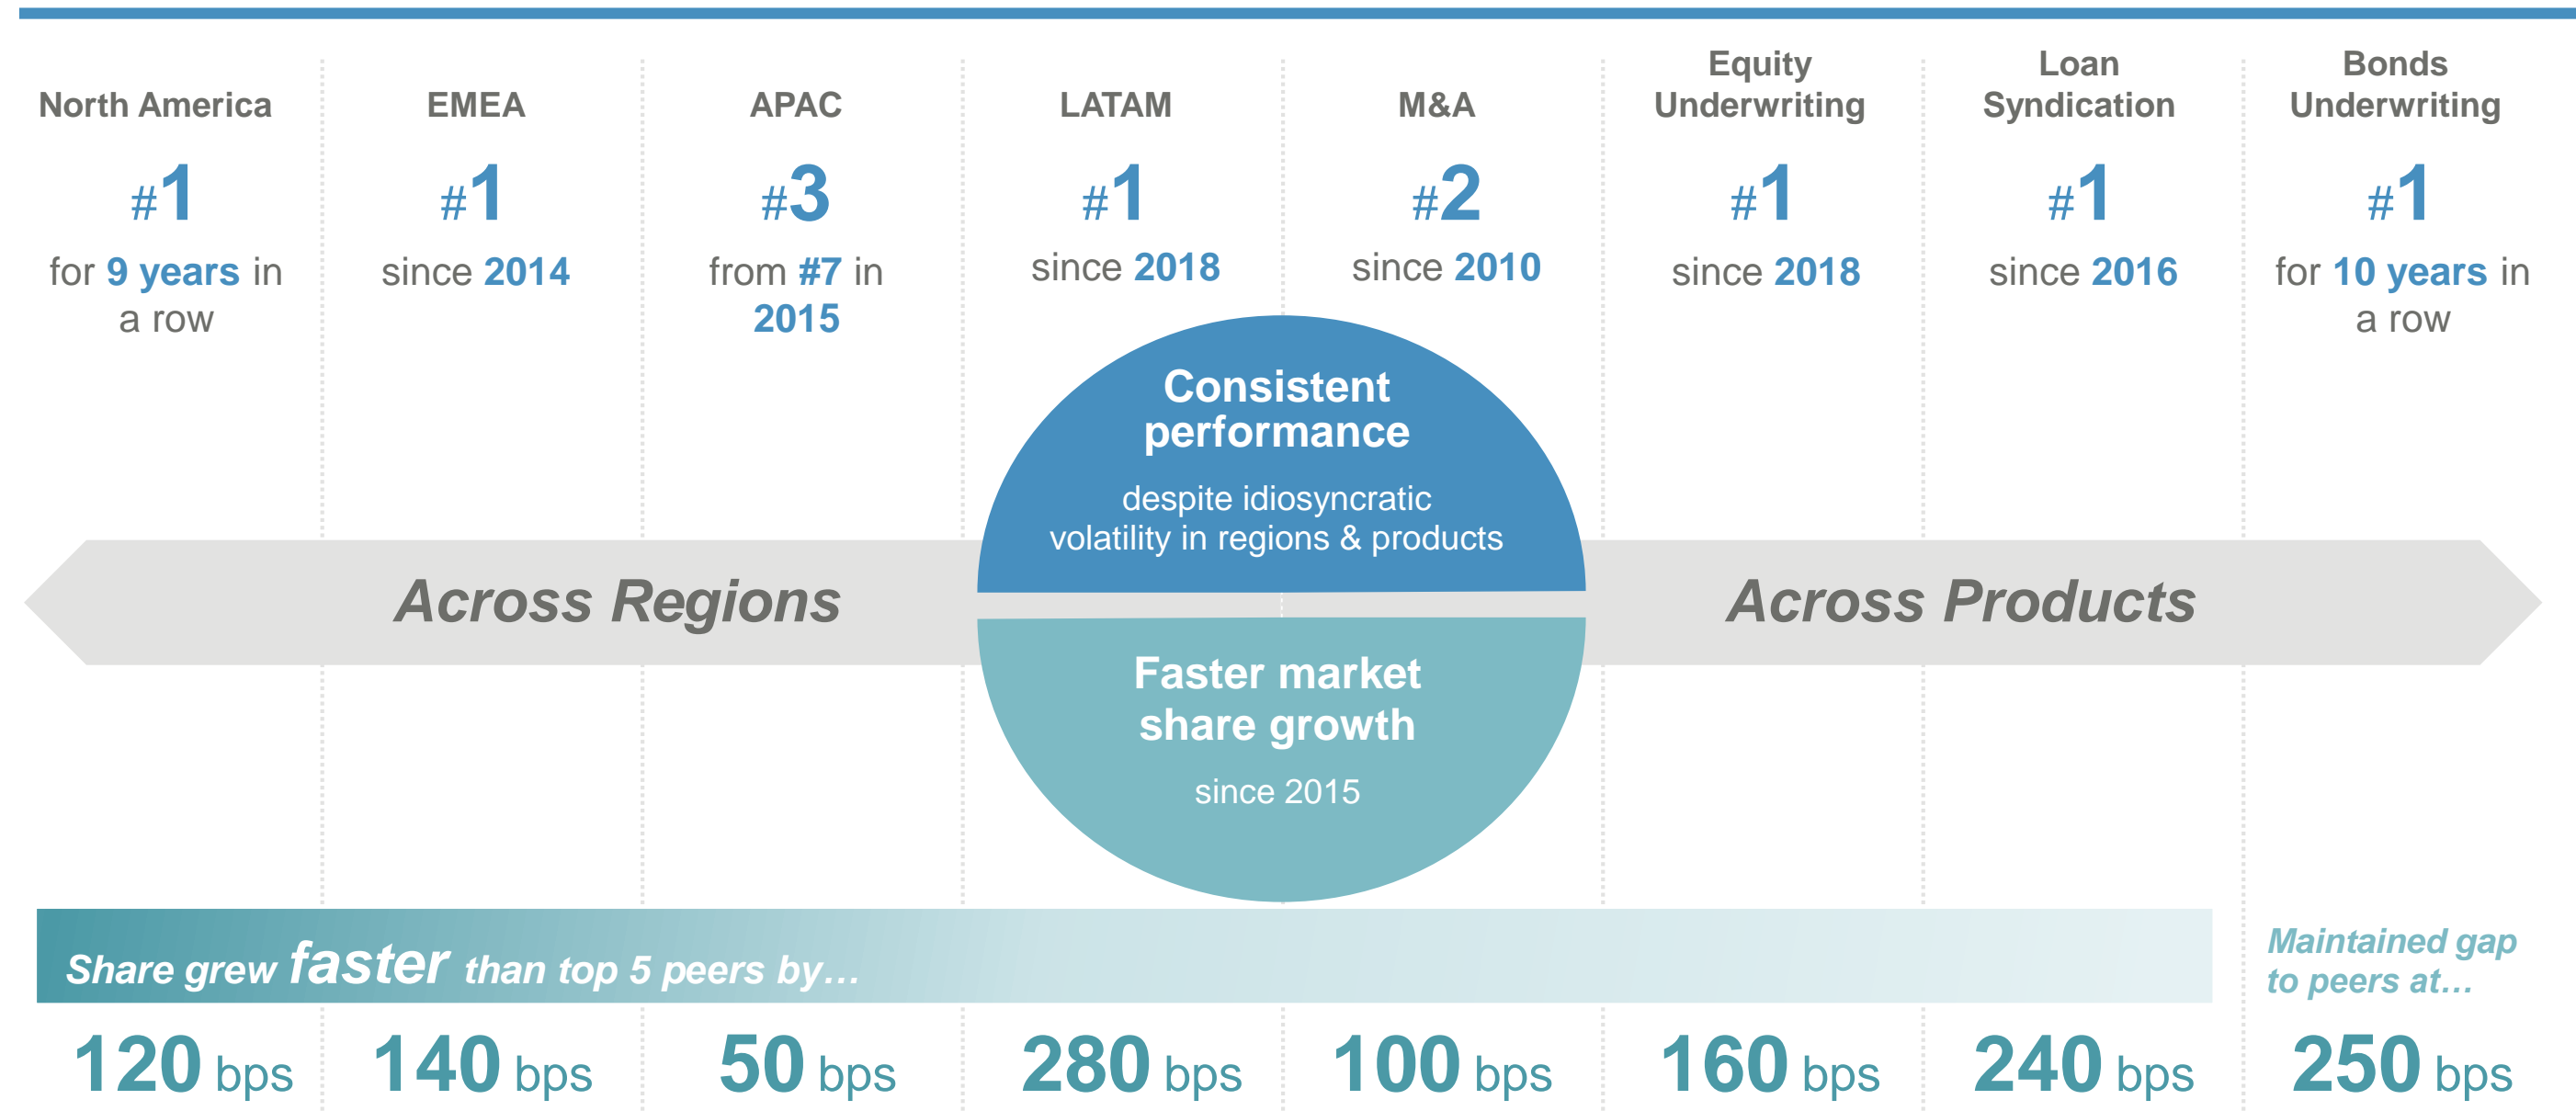 North America
#1
for 9 years in
a row
EMEA
#1
since 2014
APAC
#3
from #7 in
2015
LATAM
#1
since 2018
M&A
#2
since 2010
Equity
Underwriting
#1
since 2018
Loan
Syndication
#1
since 2016
Bonds
Underwriting
#1
for 10 years in
a row
Consistent
performance
despite idiosyncratic
volatility in regions & products
Across Regions
Across Products
Faster market
share growth
since 2015
Share grew faster than top 5 peers by…
Maintained gap
to peers at…
120 bps
140 bps
50 bps
280 bps
100 bps
160 bps
240 bps
250 bps